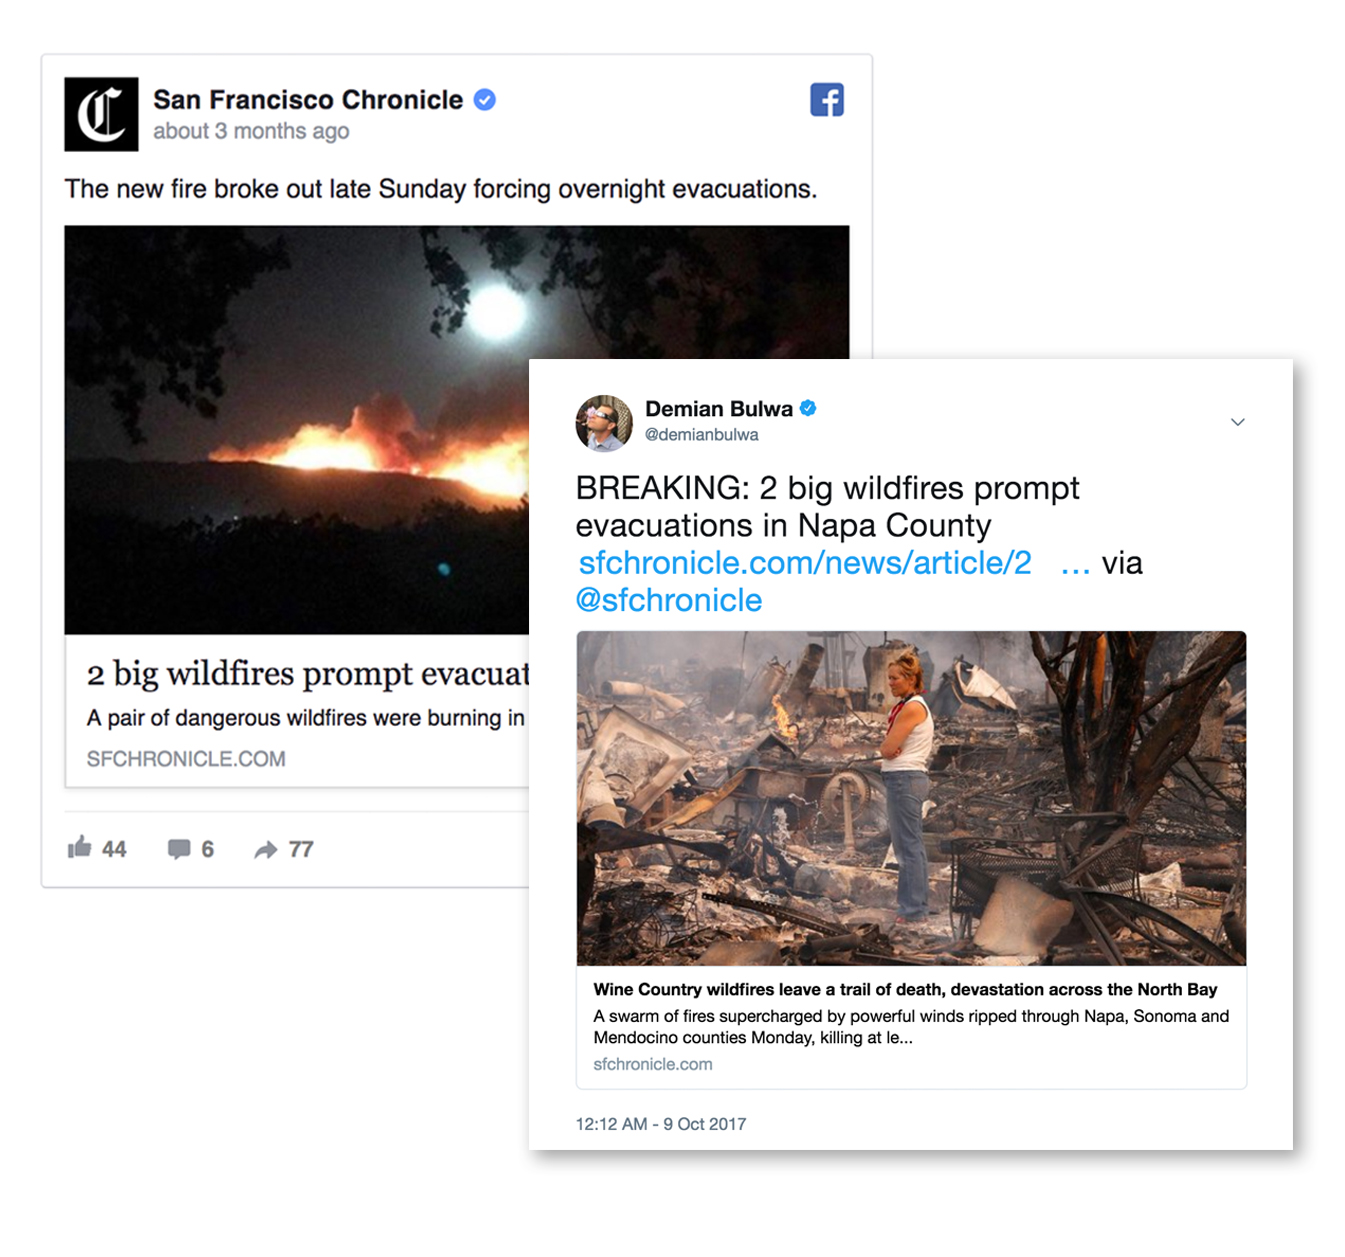 San Francisco Chronicle
about 3 months ago
The new fire broke out late Sunday forcing overnight evacuations.
2 big wildfires prompt evacuat
A pair of dangerous wildfires were burning in
SFCHRONICLE.COM
44 6 77
Demian Bulwa
@demianbulwa
BREAKING: 2 big wildfires prompt
evacuations in Napa County
sfchronicle.com/news/article/2 … via
@sfchronicle
Wine Country wildfires leave a trail of death, devastation across the North Bay
A swarm of fires supercharged by powerful winds ripped through Napa, Sonoma and
Mendocino counties Monday, killing at le...
sfchronicle.com
12:12 AM - 9 Oct 2017